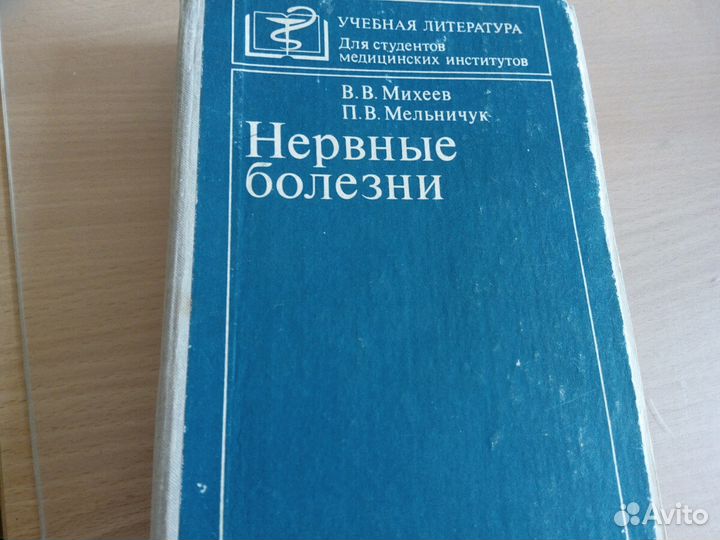 УЧЕБНАЯ ЛИТЕРАТУРА
Для студентов
медицинских институтов
В. В. Михеев
П. В. Мельничук
Нервные
болезни
Avito